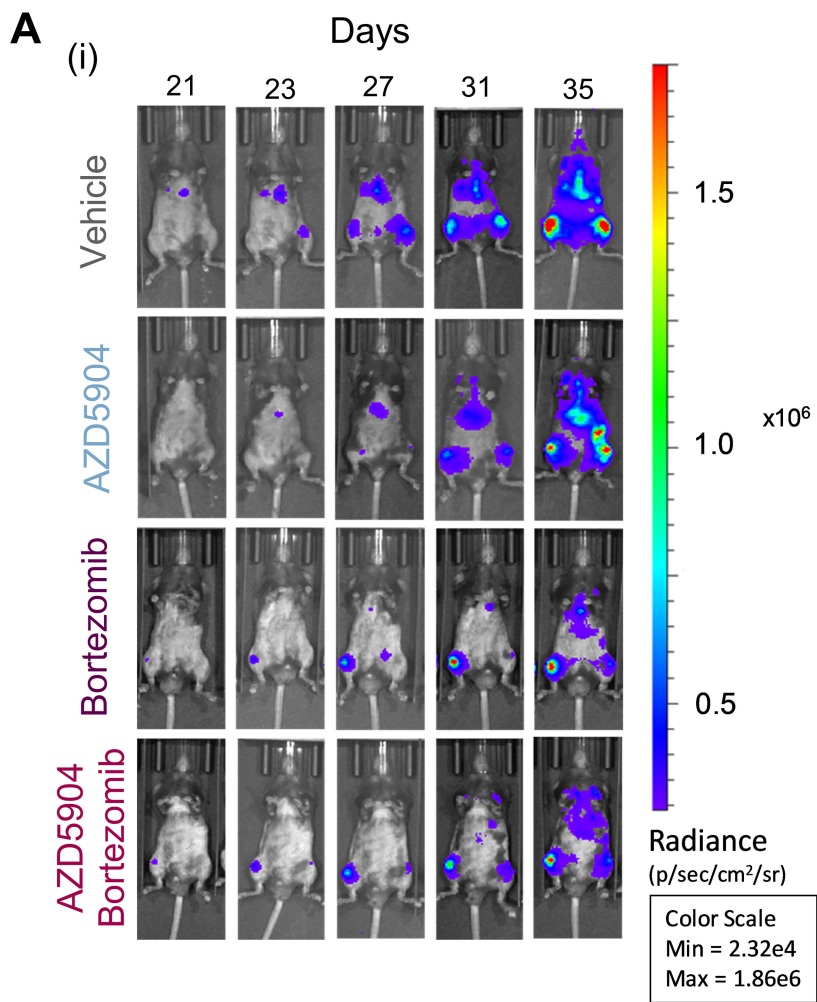 A
(i)
Days
21 23 27 31 35
Vehicle
AZD5904
Bortezomib
AZD5904
Bortezomib
1.5
1.0
x10⁶
0.5
Radiance
(p/sec/cm²/sr)
Color Scale
Min = 2.32e4
Max = 1.86e6